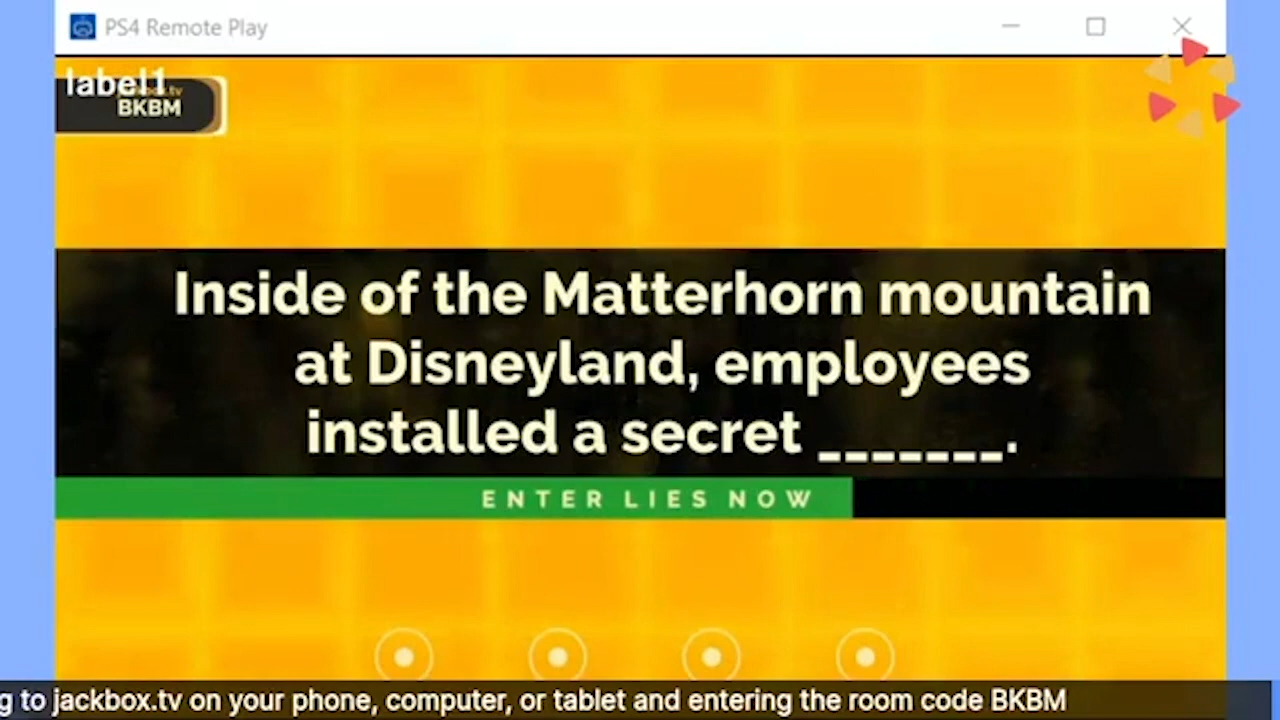 PS4 Remote Play
label1
BKBM
Inside of the Matterhorn mountain
at Disneyland, employees
installed a secret _______.
ENTER LIES NOW
g to jackbox.tv on your phone, computer, or tablet and entering the room code BKBM